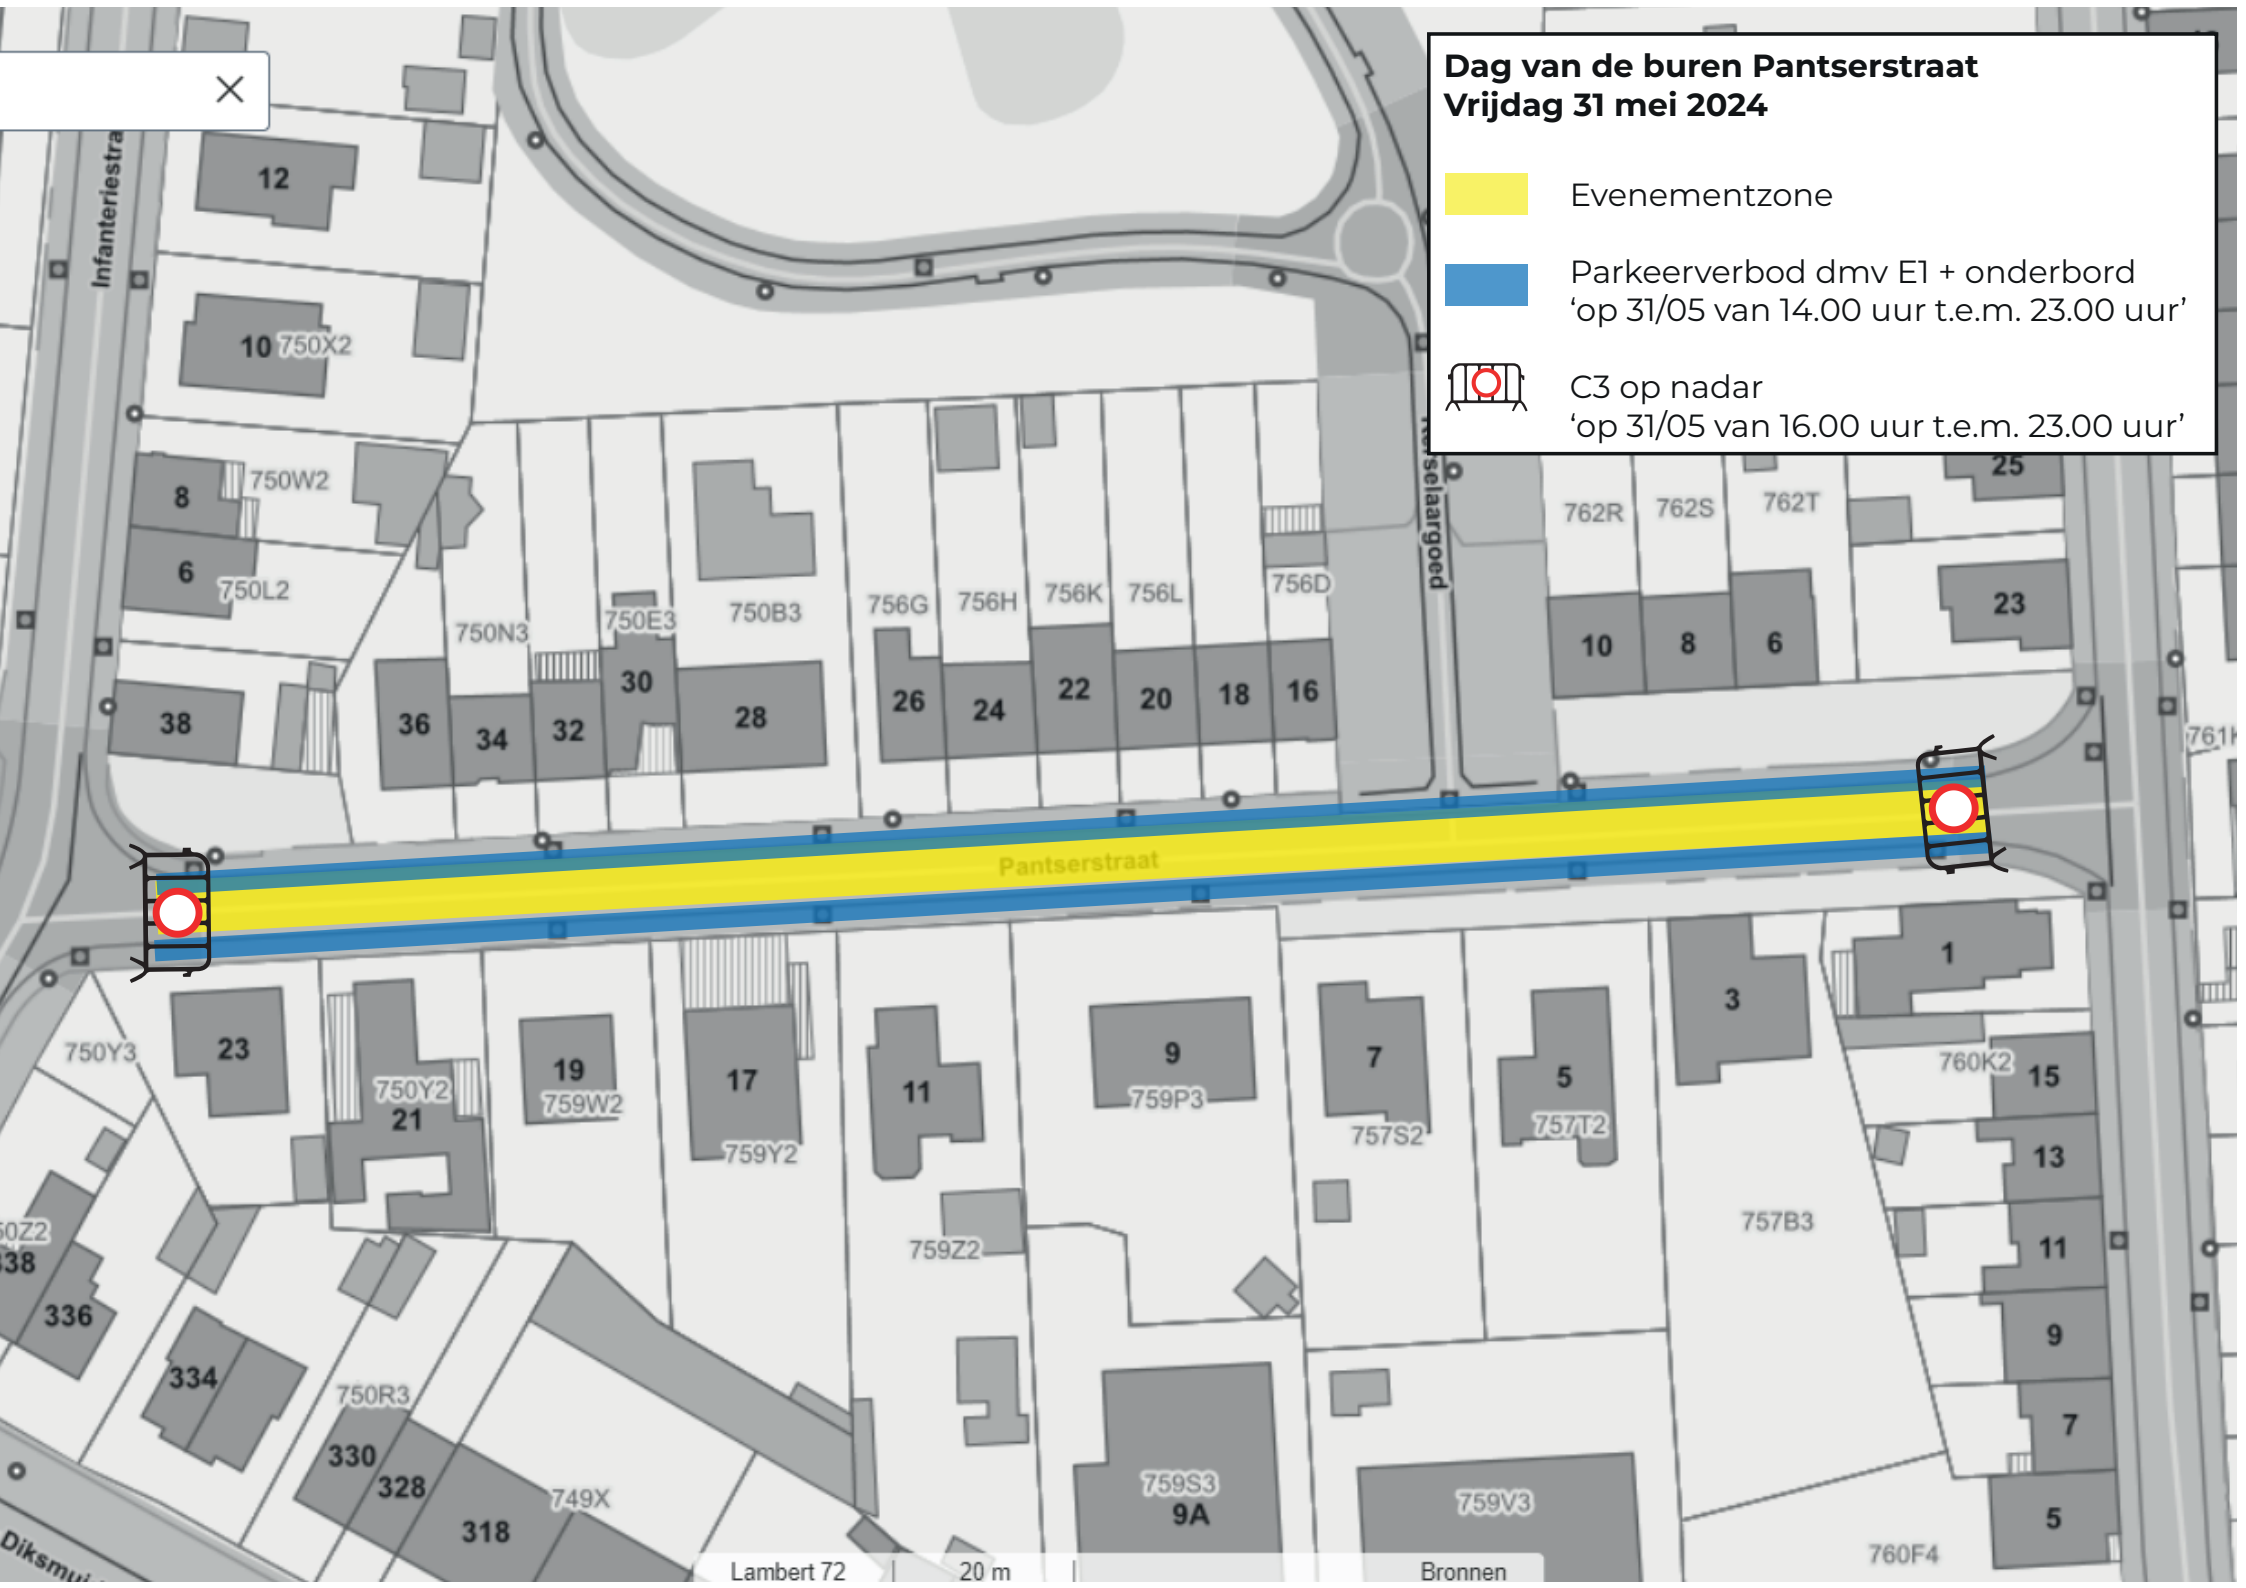 Dag van de buren Pantserstraat
Vrijdag 31 mei 2024
Evenementzone
Parkeerverbod dmv E1 + onderbord
‘op 31/05 van 14.00 uur t.e.m. 23.00 uur’
C3 op nadar
‘op 31/05 van 16.00 uur t.e.m. 23.00 uur’
Infanteriestra
12
10 750X2
8 750W2
6 750L2
38
750N3
750E3
750B3
756G
756H
756K
756L
756D
selaargoed
762R
762S
762T
25
23
36
34
32
30
28
26
24
22
20
18
16
10
8
6
761
Pantserstraat
750Y3
23
750Y2
21
19
759W2
17
759Y2
11
759Z2
9
759P3
7
757S2
5
757T2
3
1
757B3
760K2
15
13
11
9
7
5
760F4
0Z2
38
336
334
750R3
330
328
318
749X
759S3
9A
759V3
Diksmui
Lambert 72
20 m
Bronnen